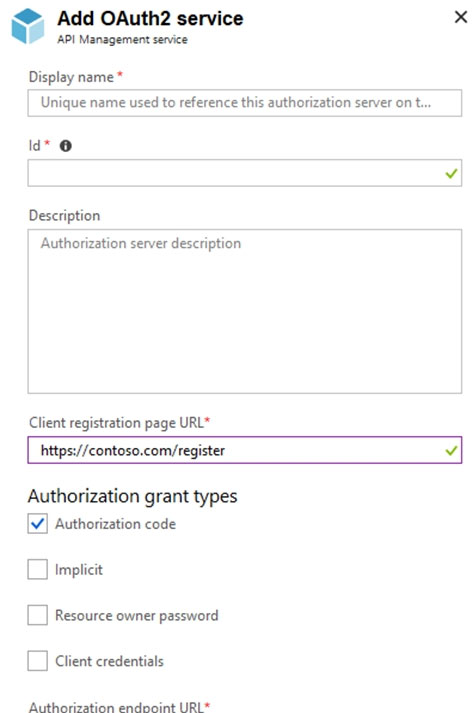 Add OAuth2 service
API Management service
Display name *
Unique name used to reference this authorization server on t...
Id *
Description
Authorization server description
Client registration page URL*
https://contoso.com/register
Authorization grant types
Authorization code
Implicit
Resource owner password
Client credentials
Authorization endpoint URL*